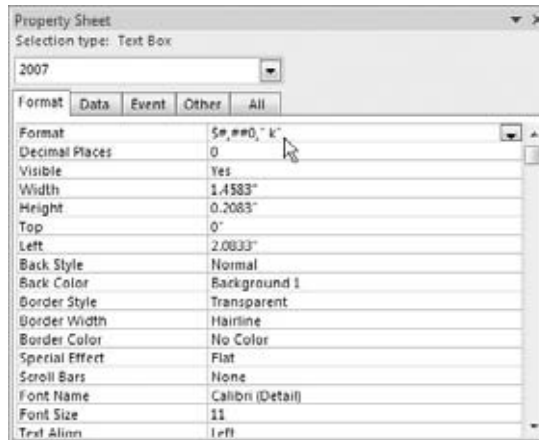 Property Sheet
Selection type: Text Box
2007
Format Data Event Other All
Format $#,##0," k"
Decimal Places 0
Visible Yes
Width 1.4583"
Height 0.2083"
Top 0"
Left 2.0833"
Back Style Normal
Back Color Background 1
Border Style Transparent
Border Width Hairline
Border Color No Color
Special Effect Flat
Scroll Bars None
Font Name Calibri (Detail)
Font Size 11
Text Align Left